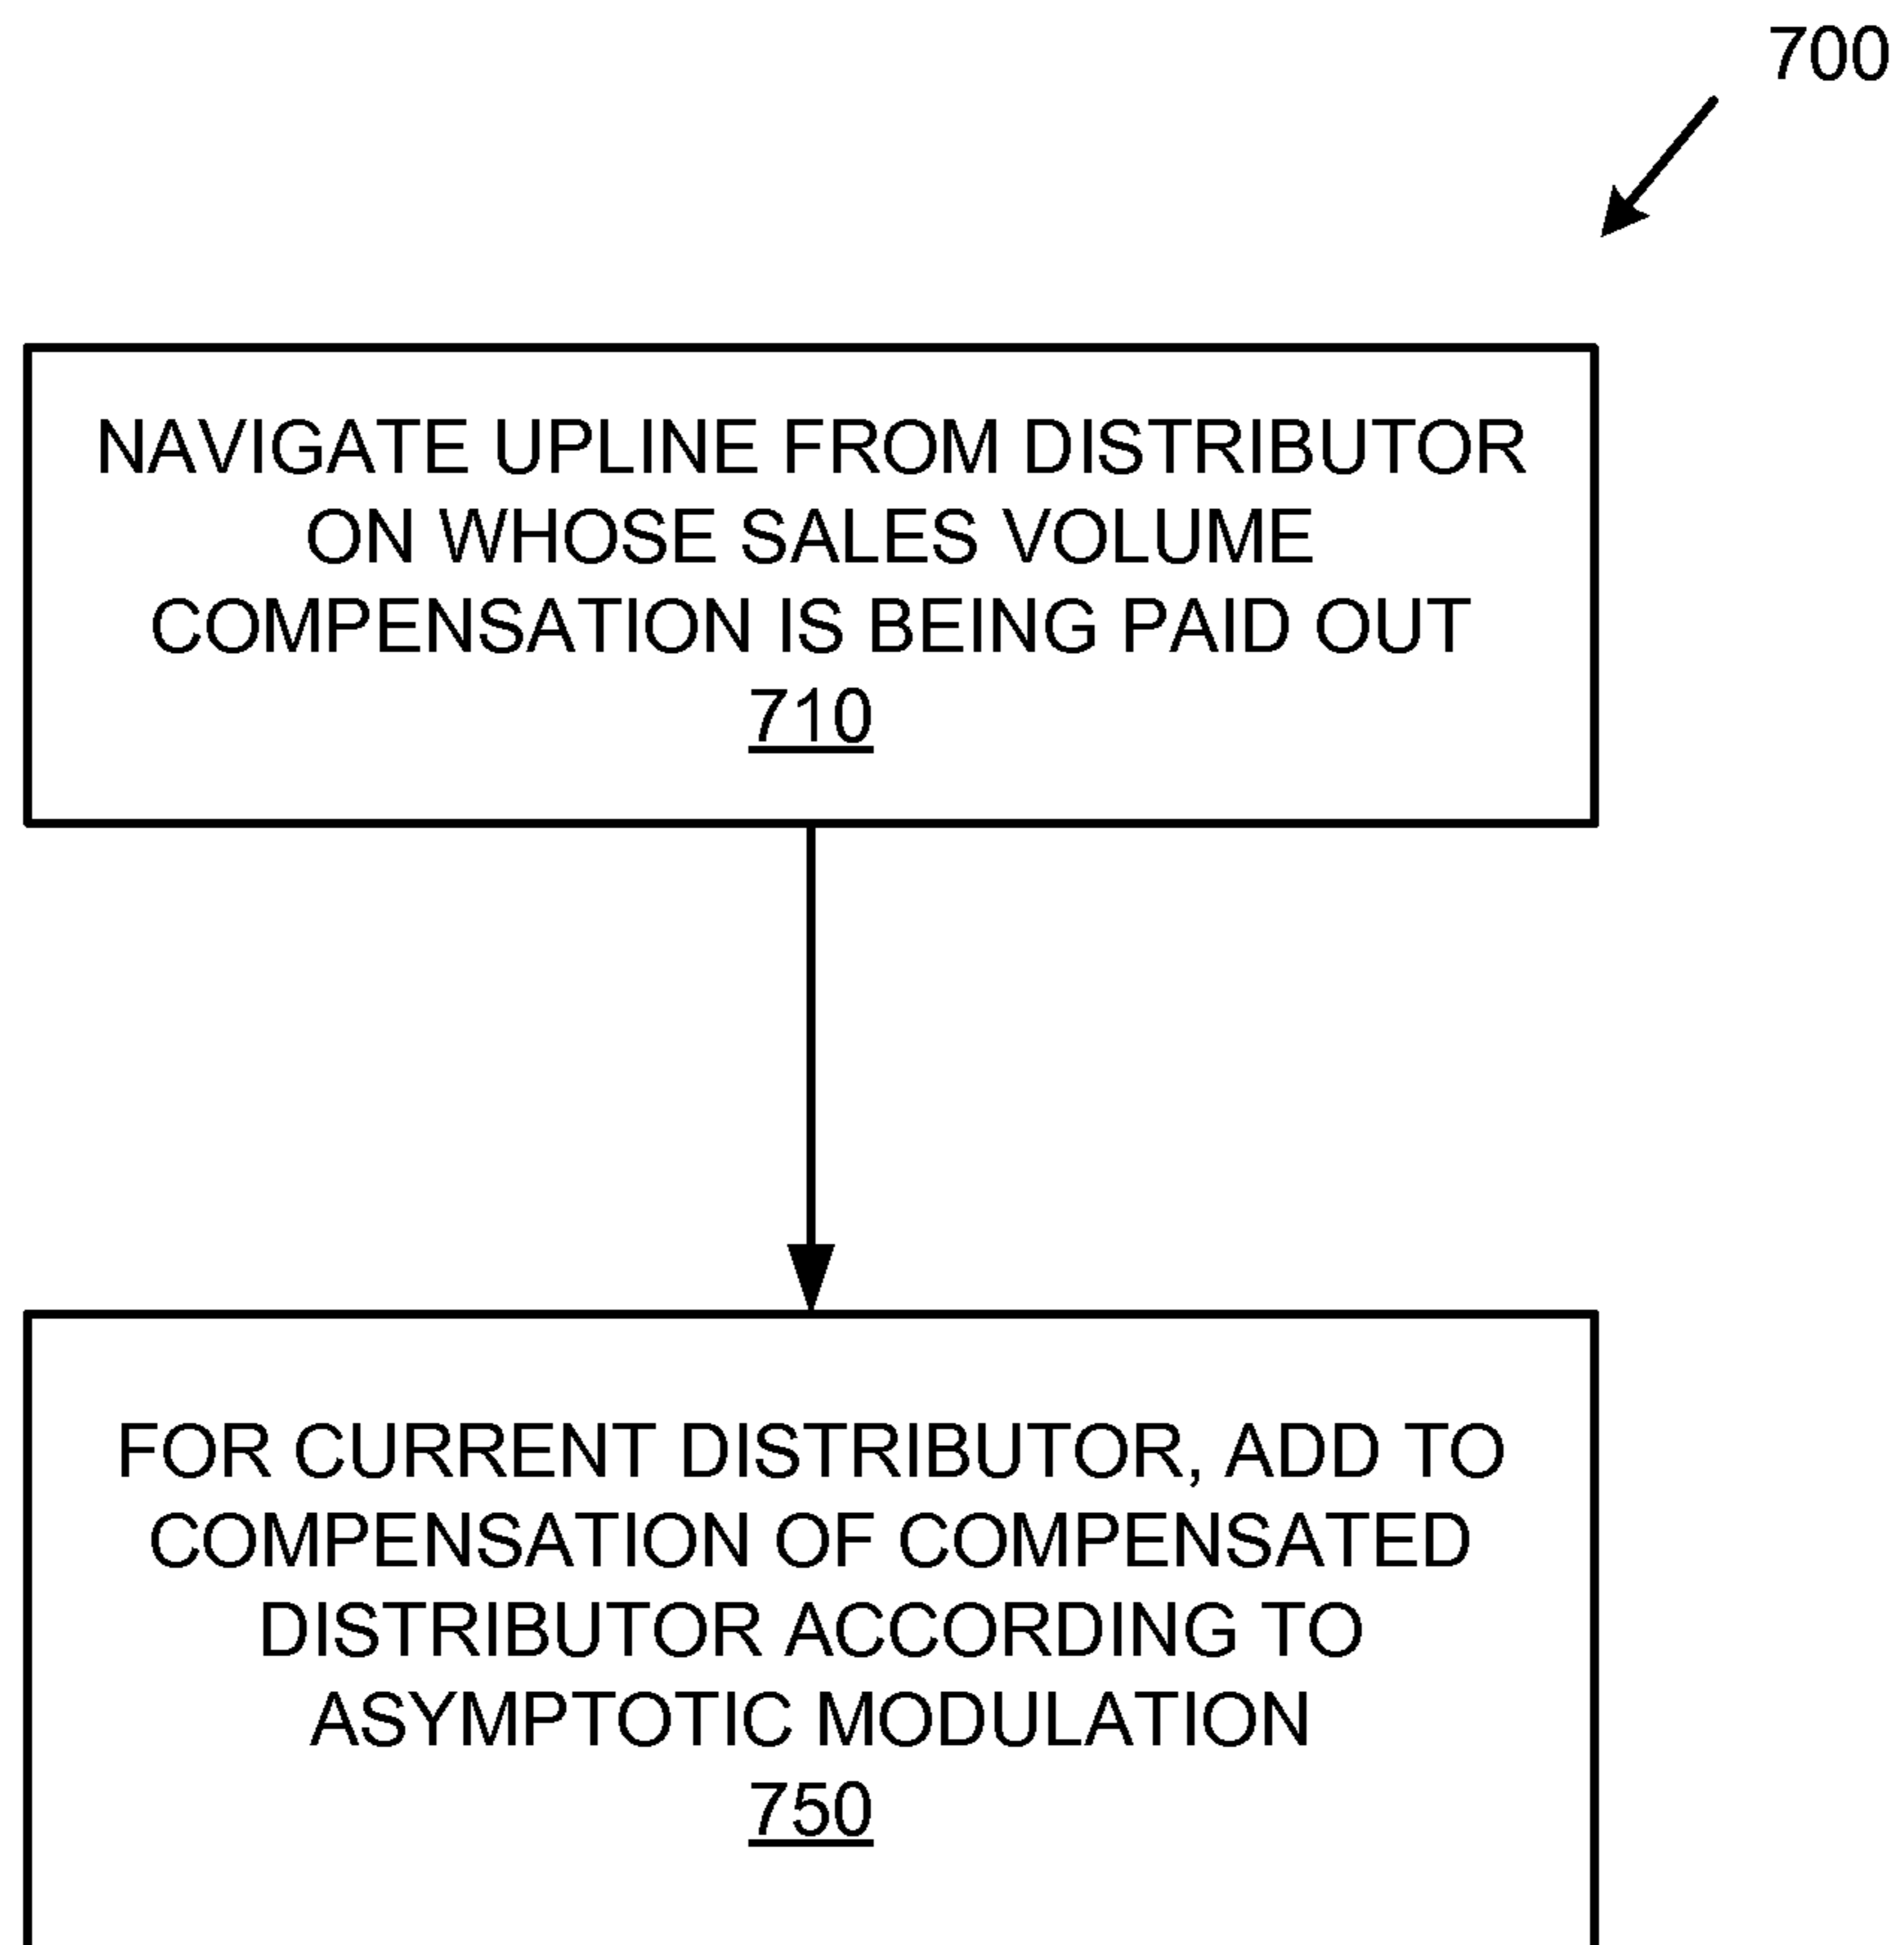 700
NAVIGATE UPLINE FROM DISTRIBUTOR
ON WHOSE SALES VOLUME
COMPENSATION IS BEING PAID OUT
710
FOR CURRENT DISTRIBUTOR, ADD TO
COMPENSATION OF COMPENSATED
DISTRIBUTOR ACCORDING TO
ASYMPTOTIC MODULATION
750